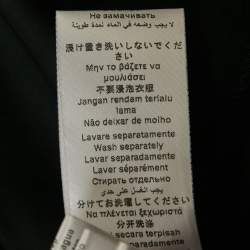 Не замачивать
لا يجب وضعه في الماء لمدة طويلة
浸け置き洗いしないでくだ
さい
Μην το βάζετε να
μουλιάσει
不要浸泡衣服
Jangan rendam terlalu
lama
Não deixar de molho
Lavare separatamente
Wash separately
Lavar separadamente
Laver séparément
Стирать отдельно
يجب الغسل على حدى
分けてお洗濯してくださ
い
Να πλένεται ξεχωριστά
分开洗涤
secara terpisah
paradamente